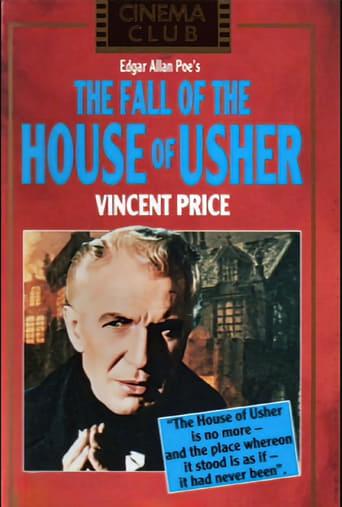 CINEMA
CLUB
Edgar Allan Poe's
THE FALL OF THE
HOUSE OF USHER
VINCENT PRICE
"The House of Usher
is no more –
and the place whereon
it stood is as if –
it had never been".